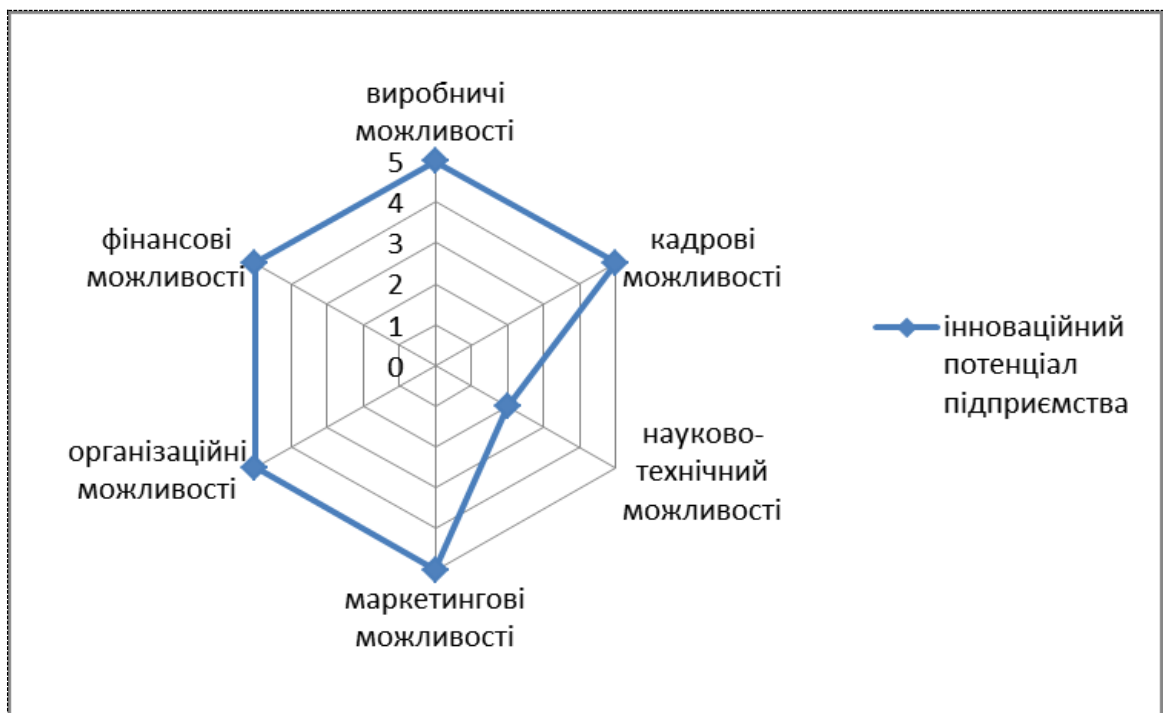 виробничі
можливості
5
4
3
2
1
0
фінансові
можливості
кадрові
можливості
організаційні
можливості
науково-
технічний
можливості
маркетингові
можливості
інноваційний
потенціал
підприємства